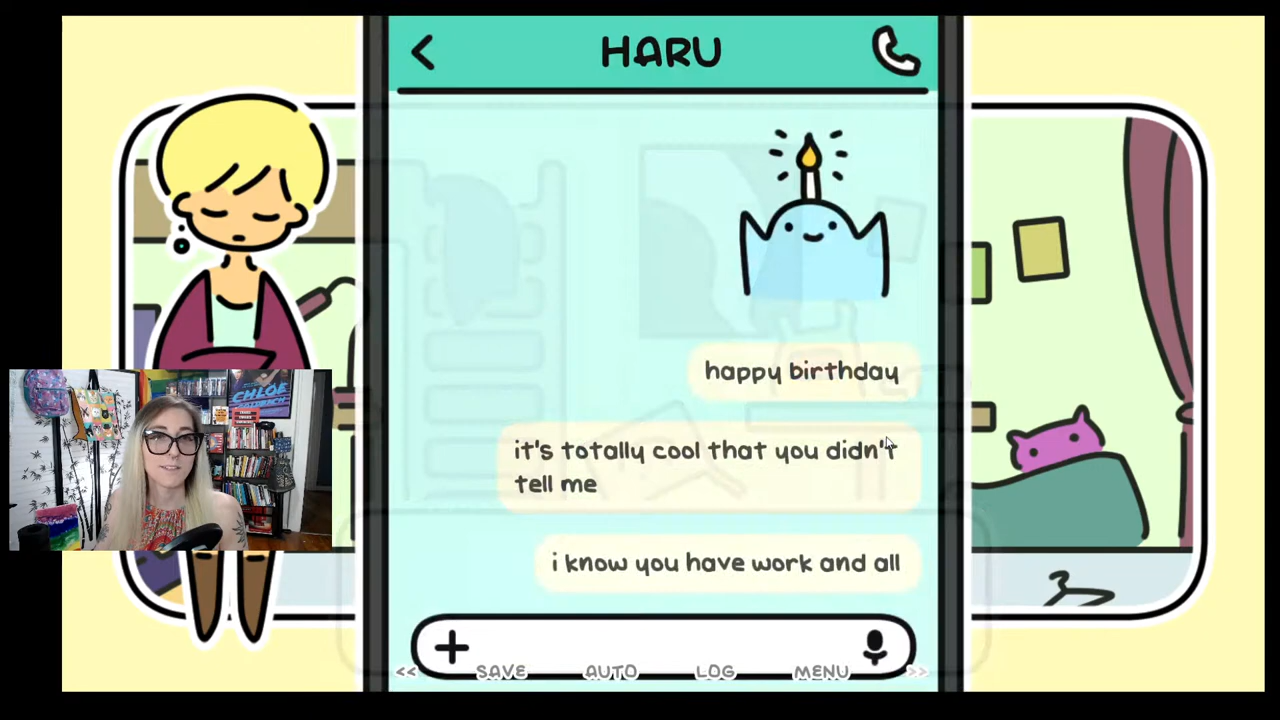 HARU
happy birthday
it's totally cool that you didn't
tell me
i know you have work and all
<< SAVE AUTO LOG MENU >>
CHLOE